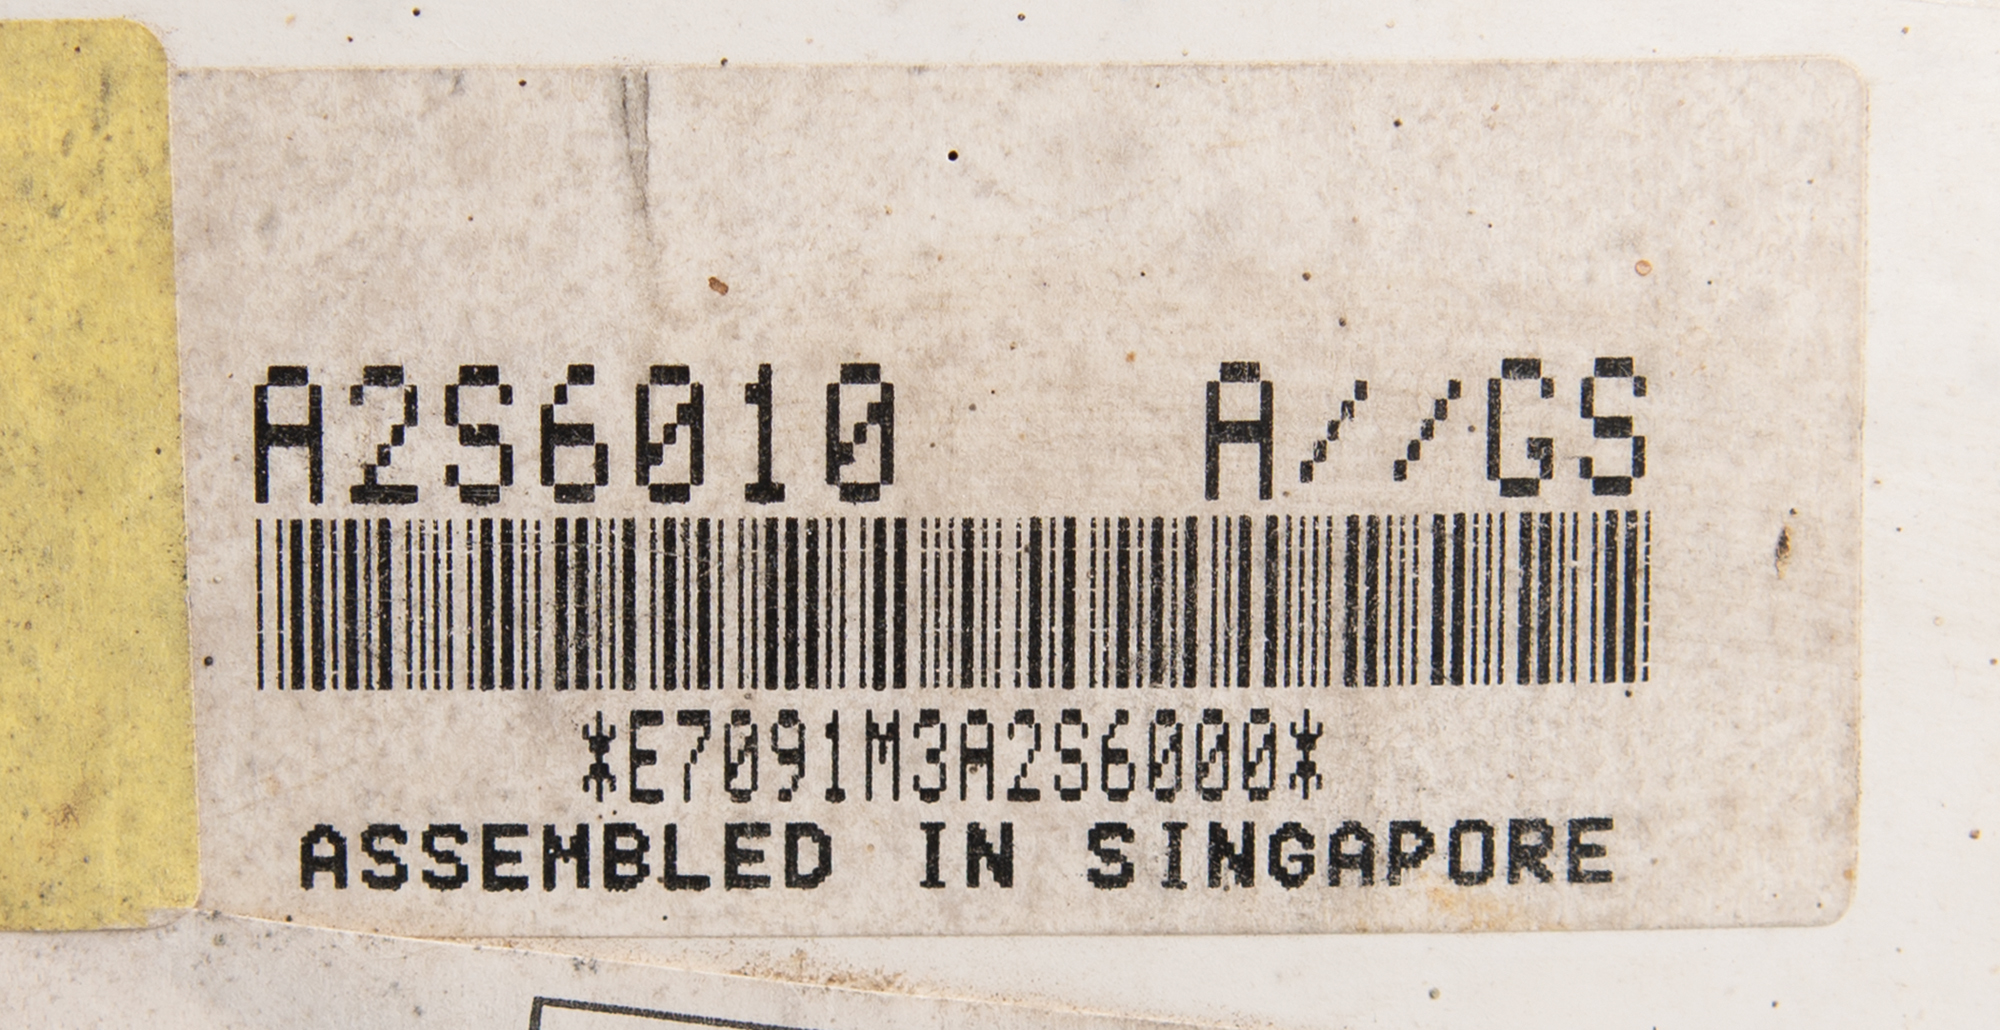 A2S6010 A//GS
*E7091M3A2S6000*
ASSEMBLED IN SINGAPORE